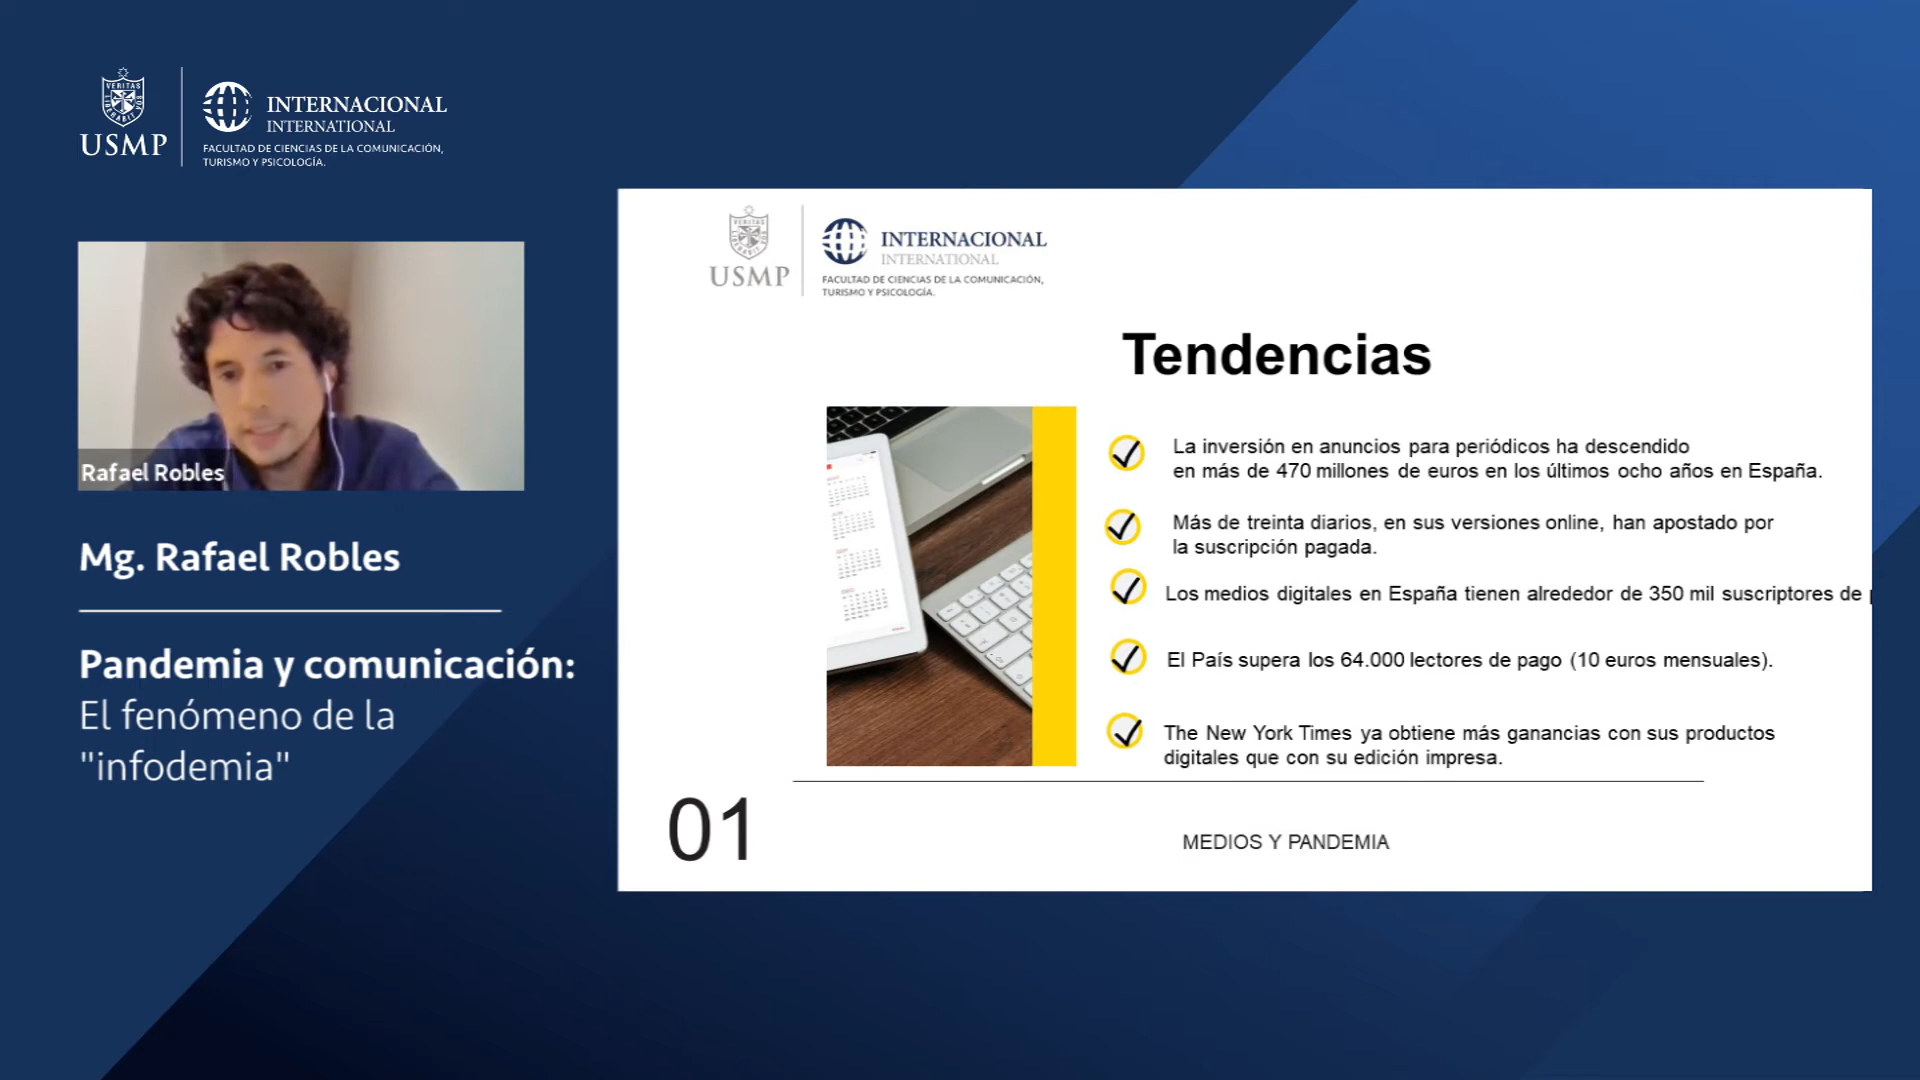 VERITAS
LIBERABIT VOS
USMP
INTERNACIONAL
INTERNATIONAL
FACULTAD DE CIENCIAS DE LA COMUNICACIÓN,
TURISMO Y PSICOLOGÍA.
Rafael Robles
Mg. Rafael Robles
Pandemia y comunicación:
El fenómeno de la
"infodemia"
USMP
INTERNACIONAL
INTERNATIONAL
FACULTAD DE CIENCIAS DE LA COMUNICACIÓN,
TURISMO Y PSICOLOGÍA.
Tendencias
La inversión en anuncios para periódicos ha descendido
en más de 470 millones de euros en los últimos ocho años en España.
Más de treinta diarios, en sus versiones online, han apostado por
la suscripción pagada.
Los medios digitales en España tienen alrededor de 350 mil suscriptores de
El País supera los 64.000 lectores de pago (10 euros mensuales).
The New York Times ya obtiene más ganancias con sus productos
digitales que con su edición impresa.
01
MEDIOS Y PANDEMIA